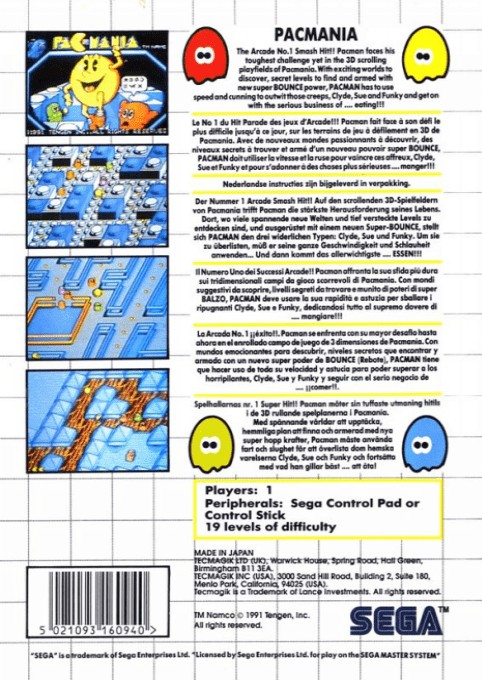 PAC-MANIA
TM NAMCO
©1991 TENGEN INC. ALL RIGHTS RESERVED
PACMANIA
The Arcade No.1 Smash Hit!! Pacman faces his
toughest challenge yet in the 3D scrolling
playfields of Pacmania. With exciting worlds to
discover, secret levels to find and armed with
new super BOUNCE power, PACMAN has to use
speed and cunning to outwit those creeps, Clyde, Sue and Funky and get on
with the serious business of .... eating!!!
Le No 1 du Hit Parade des jeux d'Arcade!!! Pacman fait face à son défi le
plus difficile jusqu'à ce jour, sur les terrains de jeu à défilement en 3D de
Pacmania. Avec de nouveaux mondes passionnants à découvrir, des
niveaux secrets à trouver et armé d'un nouveau pouvoir super BOUNCE,
PACMAN doit utiliser la vitesse et la ruse pour vaincre ces affreux, Clyde,
Sue et Funky et pour s'adonner à des choses plus sérieuses .... manger!!!
Nederlandse instructies zijn bijgeleverd in verpakking.
Der Nummer 1 Arcade Smash Hit!! Auf den scrollenden 3D-Spielfeldern
von Pacmania trifft Pacman die stärkste Herausforderung seines Lebens.
Dort, wo viele spannende neue Welten und tief versteckte Levels zu
entdecken sind, und ausgerüstet mit einem neuen Super-BOUNCE, stellt
sich PACMAN den drei widerlichen Typen: Clyde, Sue und Funky. Um sie
zu überlisten, müß er seine ganze Geschwindigkeit und Schlauheit
anwenden... Und dann kommt das allerwichtigste .... ESSEN!!!
Il Numero Uno dei Successi Arcade!! Pacman affronta la sua sfida più dura
sui tridimensionali campi da gioco scorrevoli di Pacmania. Con mondi
suggestivi da scoprire, livelli segreti da trovare e munito di poteri di super
BALZO, PACMAN deve usare la sua rapidità e astuzia per sballare i
ripugnanti Clyde, Sue e Funky, dedicandosi tutto al supremo dovere di
.... mangiare!!!
La Arcada No. 1 ¡¡éxito!!. Pacman se enfrenta con su mayor desafío hasta
ahora en el enrollado campo de juego de 3 dimensiones de Pacmania. Con
mundos emocionantes para descubrir, niveles secretos que encontrar y
armado con un nuevo super poder de BOUNCE (Rebote), PACMAN tiene
que hacer uso de toda su velocidad y astucia para poder superar a los
horripilantes, Clyde, Sue y Funky y seguir con el serio negocio de
.... ¡¡comer!!.
Spelhallarnas nr. 1 Super Hit!! Pacman möter sin tuffaste utmaning hitils
i de 3D rullande spelplanerna i Pacmania.
Med spännande världar att upptäcka,
hemmliga plan att finna och armerad med nya
super hopp krafter, Pacman måste använda
fart och slughet för att överlista dom hemska
varelserna Clyde, Sue och Funky och fortsätta
med vad han gillar bäst .... att äta!
Players: 1
Peripherals: Sega Control Pad or
Control Stick
19 levels of difficulty
MADE IN JAPAN
TECMAGIK LTD (UK), Warwick House, Spring Road, Hall Green,
Birmingham B11 3EA.
TECMAGIK INC (USA), 3000 Sand Hill Road, Building 2, Suite 180,
Menlo Park, California, 94025 (USA).
Tecmagik is a Trademark of Lance Investments. All rights reserved.
TM Namco © 1991 Tengen, Inc.
All rights reserved.
SEGA™
5 021093 160940 >
"SEGA" is a trademark of Sega Enterprises Ltd. "Licensed by Sega Enterprises Ltd. for play on the SEGA MASTER SYSTEM"